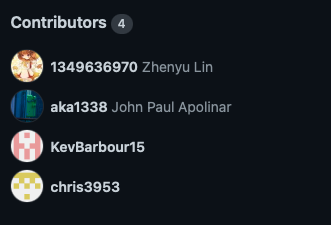 Contributors 4
1349636970 Zhenyu Lin
aka1338 John Paul Apolinar
KevBarbour15
chris3953